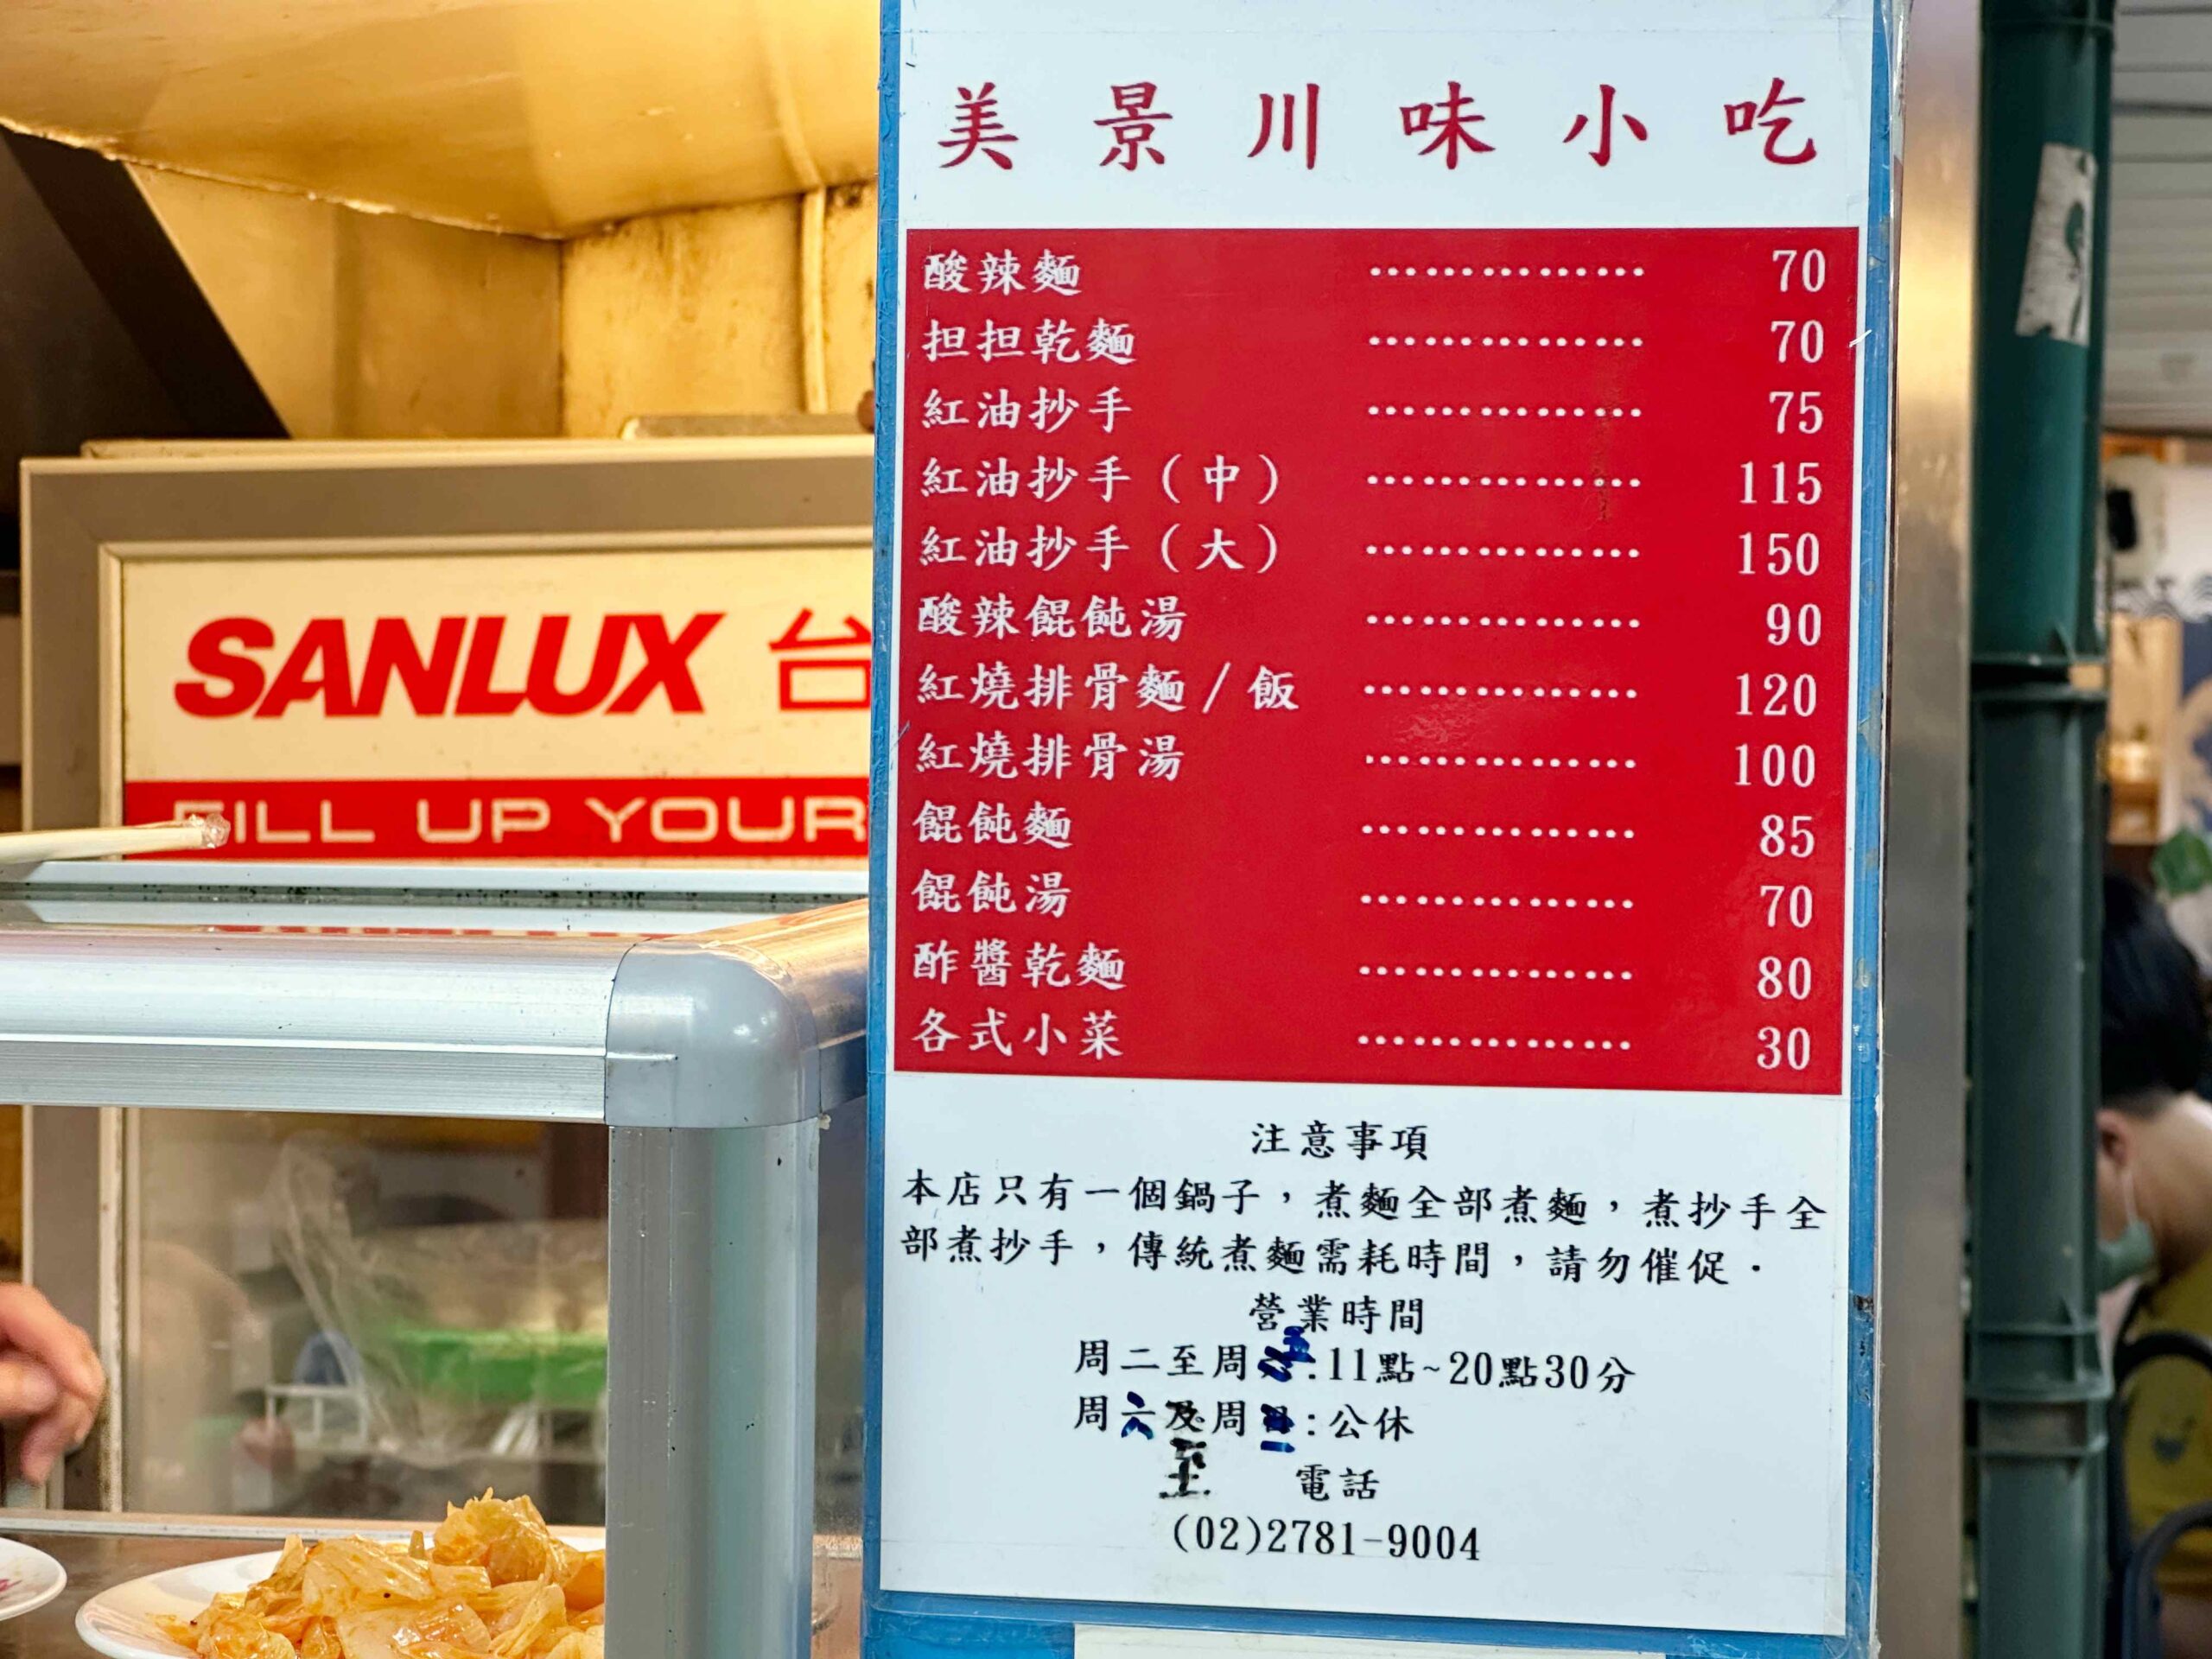 美景川味小吃
酸辣麵 …………… 70
担担乾麵 …………… 70
紅油抄手 …………… 75
紅油抄手（中） …………… 115
紅油抄手（大） …………… 150
酸辣餛飩湯 …………… 90
紅燒排骨麵/飯 …………… 120
紅燒排骨湯 …………… 100
餛飩麵 …………… 85
餛飩湯 …………… 70
酢醬乾麵 …………… 80
各式小菜 …………… 30
注意事項
本店只有一個鍋子，煮麵全部煮麵，煮抄手全
部煮抄手，傳統煮麵需耗時間，請勿催促．
營業時間
周二至周五:11點~20點30分
周六至周一:公休
電話
(02)2781-9004
SANLUX 台
FILL UP YOUR